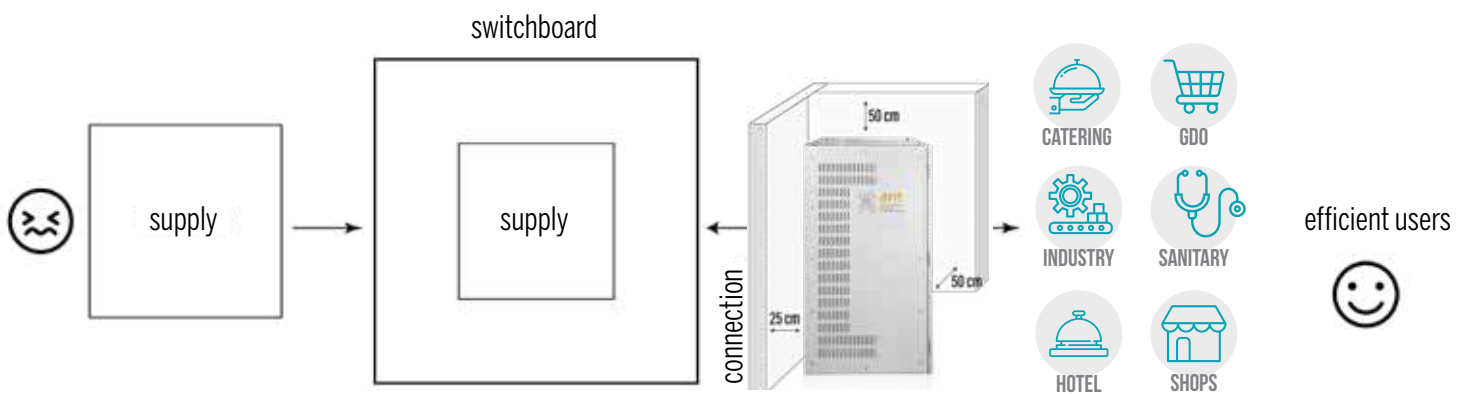 switchboard
supply
supply
connection
50 cm
50 cm
25 cm
CATERING
GDO
INDUSTRY
SANITARY
HOTEL
SHOPS
efficient users